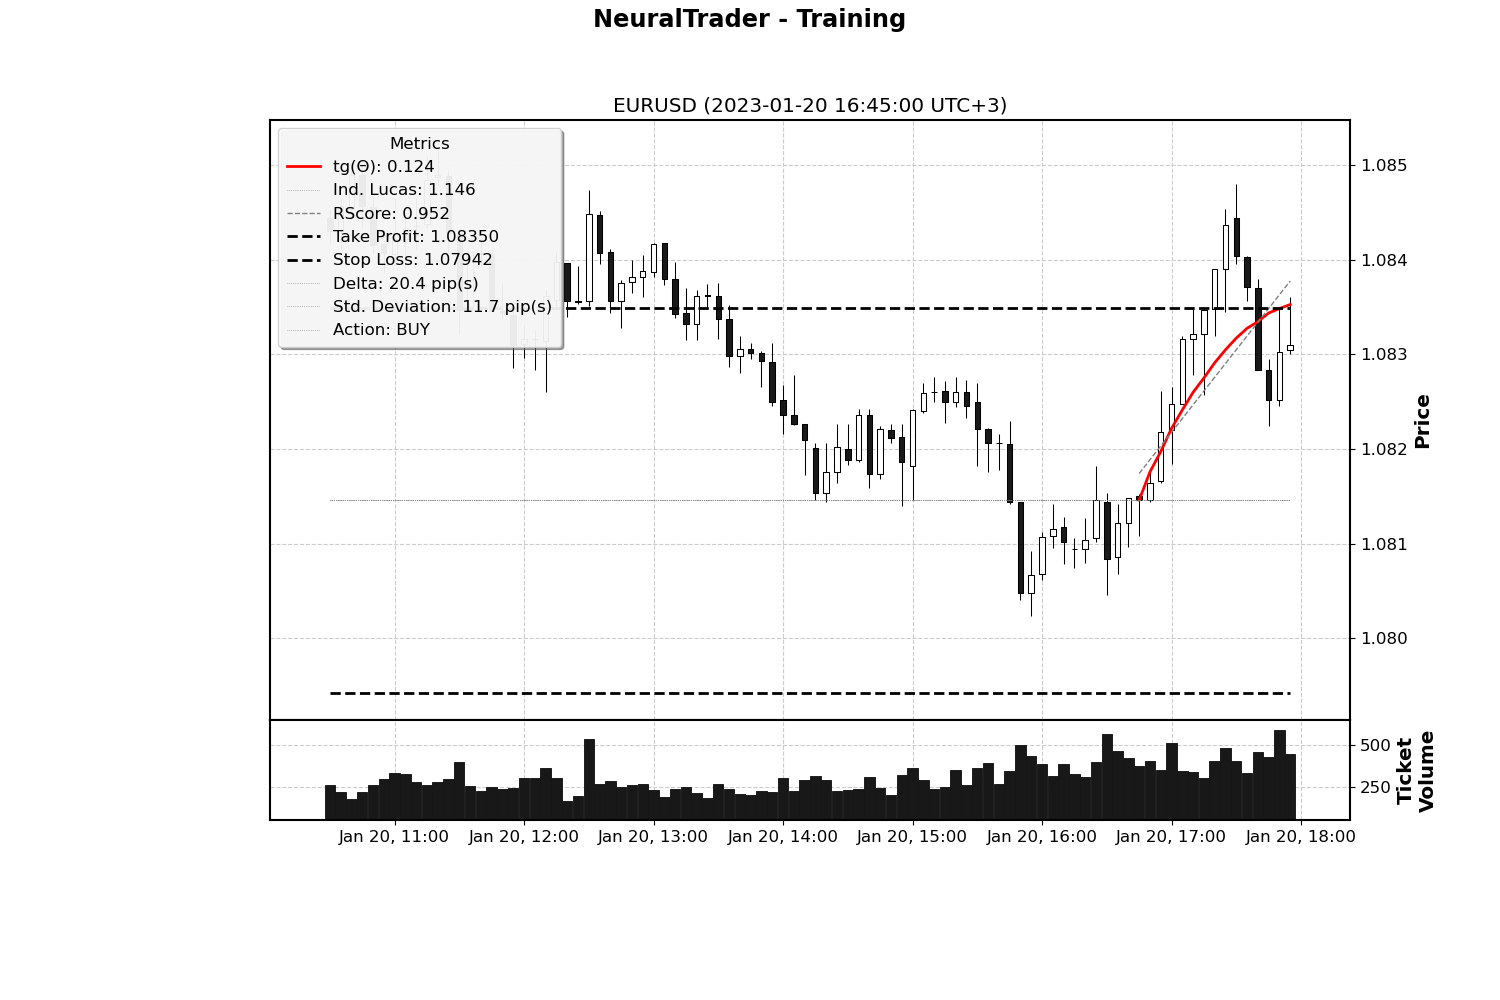 NeuralTrader - Training
EURUSD (2023-01-20 16:45:00 UTC+3)
Metrics
tg(Θ): 0.124
Ind. Lucas: 1.146
RScore: 0.952
Take Profit: 1.08350
Stop Loss: 1.07942
Delta: 20.4 pip(s)
Std. Deviation: 11.7 pip(s)
Action: BUY
1.085
1.084
1.083
1.082
1.081
1.080
Price
500
250
Ticket
Volume
Jan 20, 11:00
Jan 20, 12:00
Jan 20, 13:00
Jan 20, 14:00
Jan 20, 15:00
Jan 20, 16:00
Jan 20, 17:00
Jan 20, 18:00